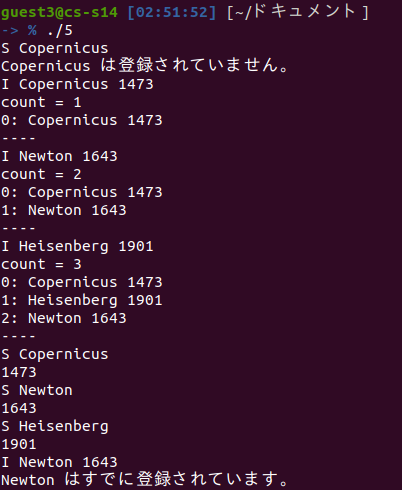 guest3@cs-s14 [02:51:52] [~/ドキュメント]
-> % ./5
S Copernicus
Copernicus は登録されていません。
I Copernicus 1473
count = 1
0: Copernicus 1473
----
I Newton 1643
count = 2
0: Copernicus 1473
1: Newton 1643
----
I Heisenberg 1901
count = 3
0: Copernicus 1473
1: Heisenberg 1901
2: Newton 1643
----
S Copernicus
1473
S Newton
1643
S Heisenberg
1901
I Newton 1643
Newton はすでに登録されています。